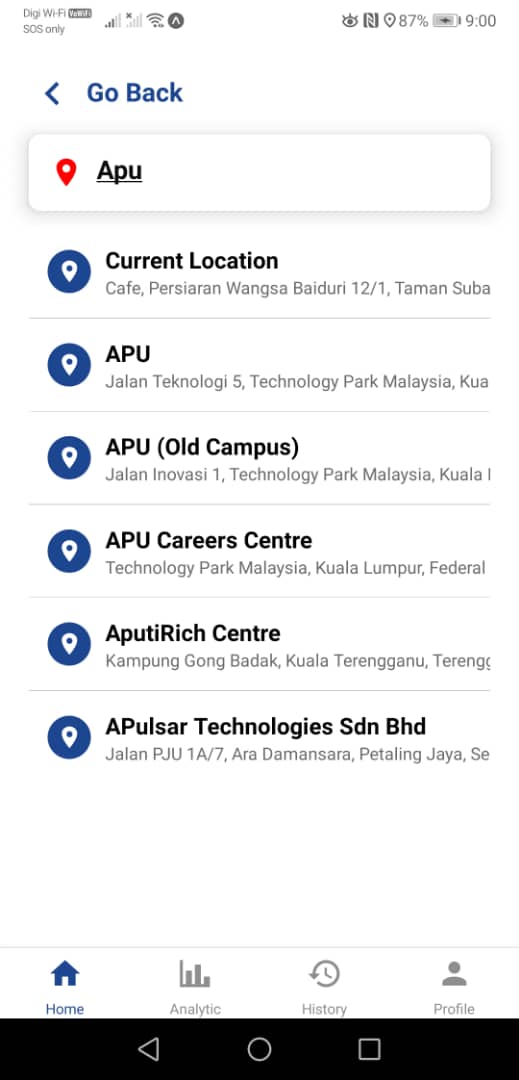 Digi Wi-Fi VoWiFi
SOS only
87% 9:00
Go Back
Apu
Current Location
Cafe, Persiaran Wangsa Baiduri 12/1, Taman Suba
APU
Jalan Teknologi 5, Technology Park Malaysia, Kua
APU (Old Campus)
Jalan Inovasi 1, Technology Park Malaysia, Kuala
APU Careers Centre
Technology Park Malaysia, Kuala Lumpur, Federal
AputiRich Centre
Kampung Gong Badak, Kuala Terengganu, Terengg
APulsar Technologies Sdn Bhd
Jalan PJU 1A/7, Ara Damansara, Petaling Jaya, Se
Home
Analytic
History
Profile